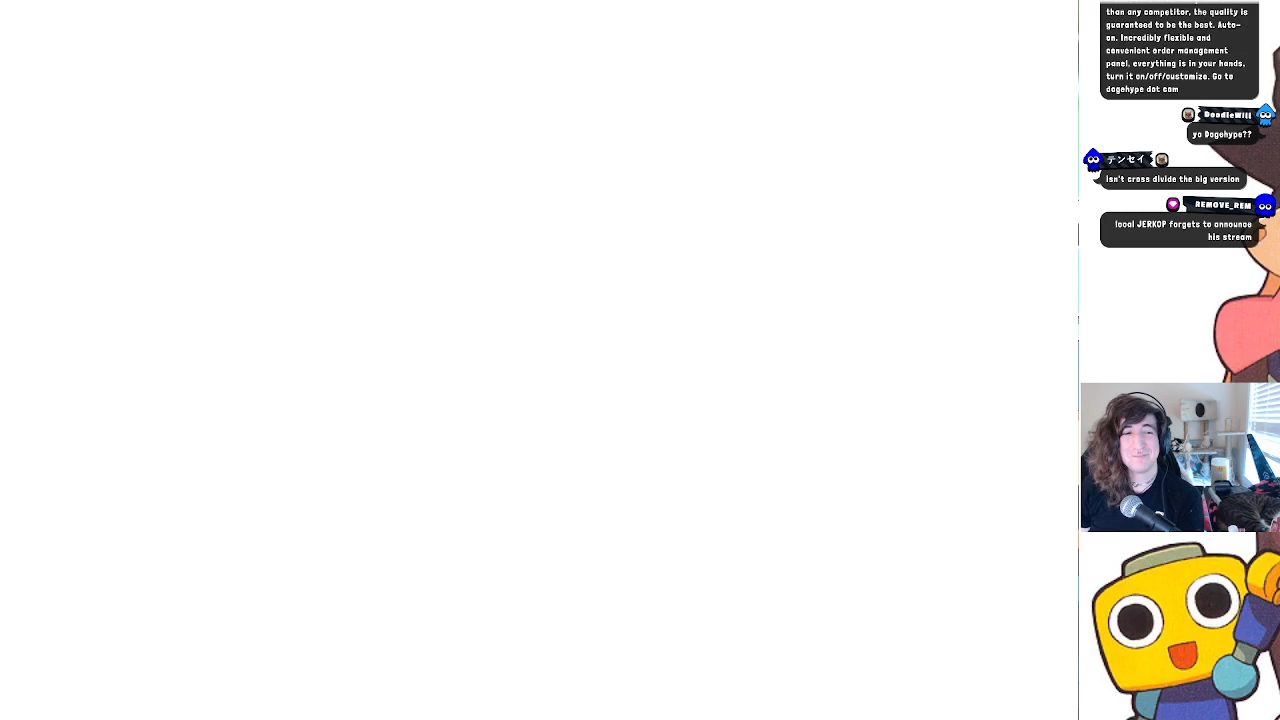 than any competitor, the quality is
guaranteed to be the best. Auto-
on. Incredibly flexible and
convenient order management
panel, everything is in your hands,
turn it on/off/customize. Go to
dogehype dot com
DoodleWill
yo Dogehype??
テンセイ
Isn't cross divide the big version
REMOVE_REM
local JERKOP forgets to announce
his stream